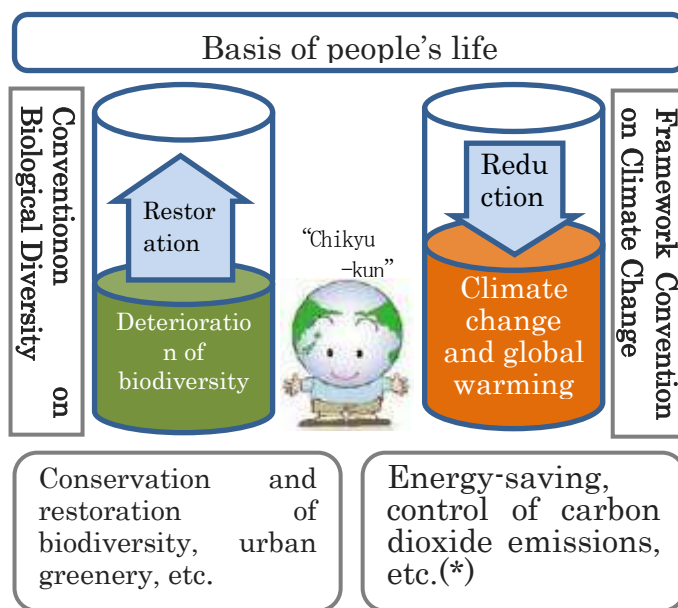 Basis of people's life
Conventionon
Biological Diversity on
Restor
ation
Deterioratio
n of
biodiversity
“Chikyu
-kun”
Redu
ction
Climate
change
and global
warming
Framework Convention
on Climate Change
Conservation and
restoration of
biodiversity, urban
greenery, etc.
Energy-saving,
control of carbon
dioxide emissions,
etc.(*)